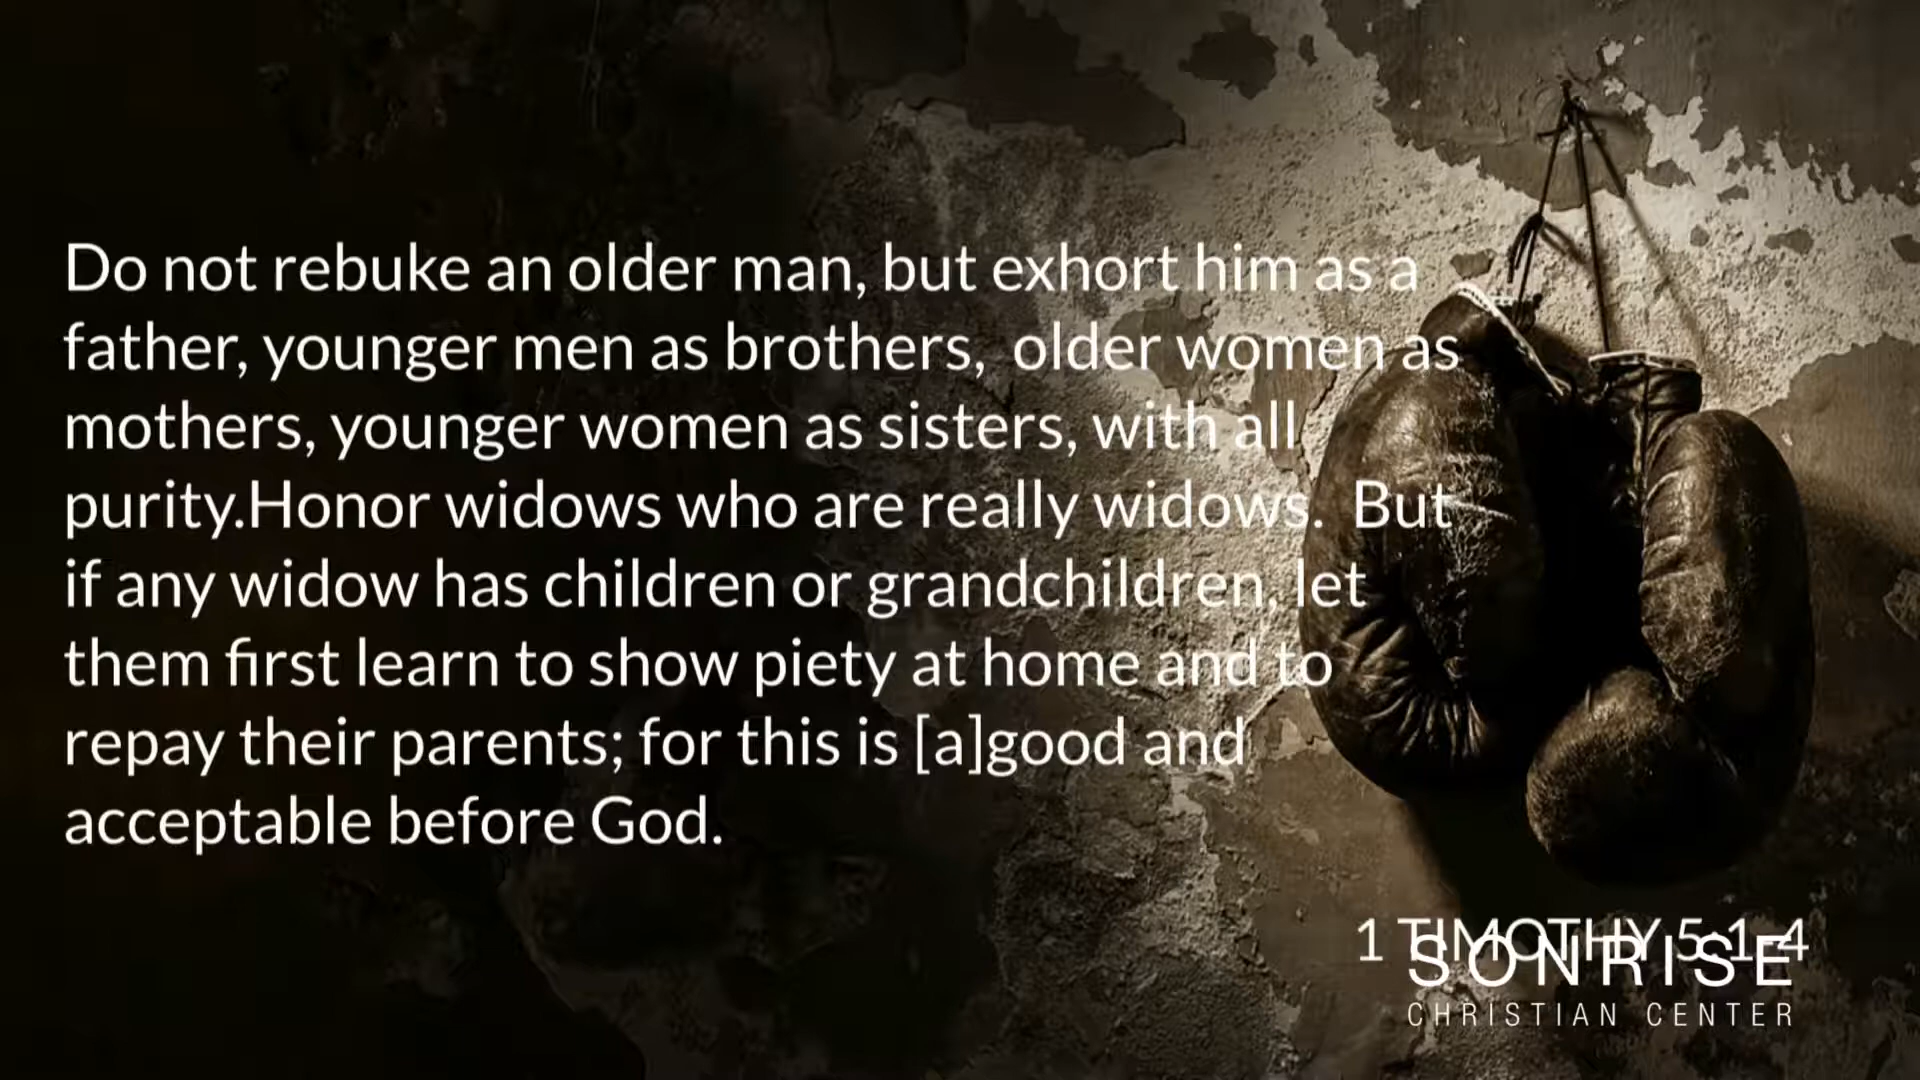 Do not rebuke an older man, but exhort him as a
father, younger men as brothers,  older women as
mothers, younger women as sisters, with all
purity.Honor widows who are really widows.  But
if any widow has children or grandchildren, let
them first learn to show piety at home and to
repay their parents; for this is [a]good and
acceptable before God.
1 TIMOTHY 5:1-4
SONRISE
CHRISTIAN CENTER